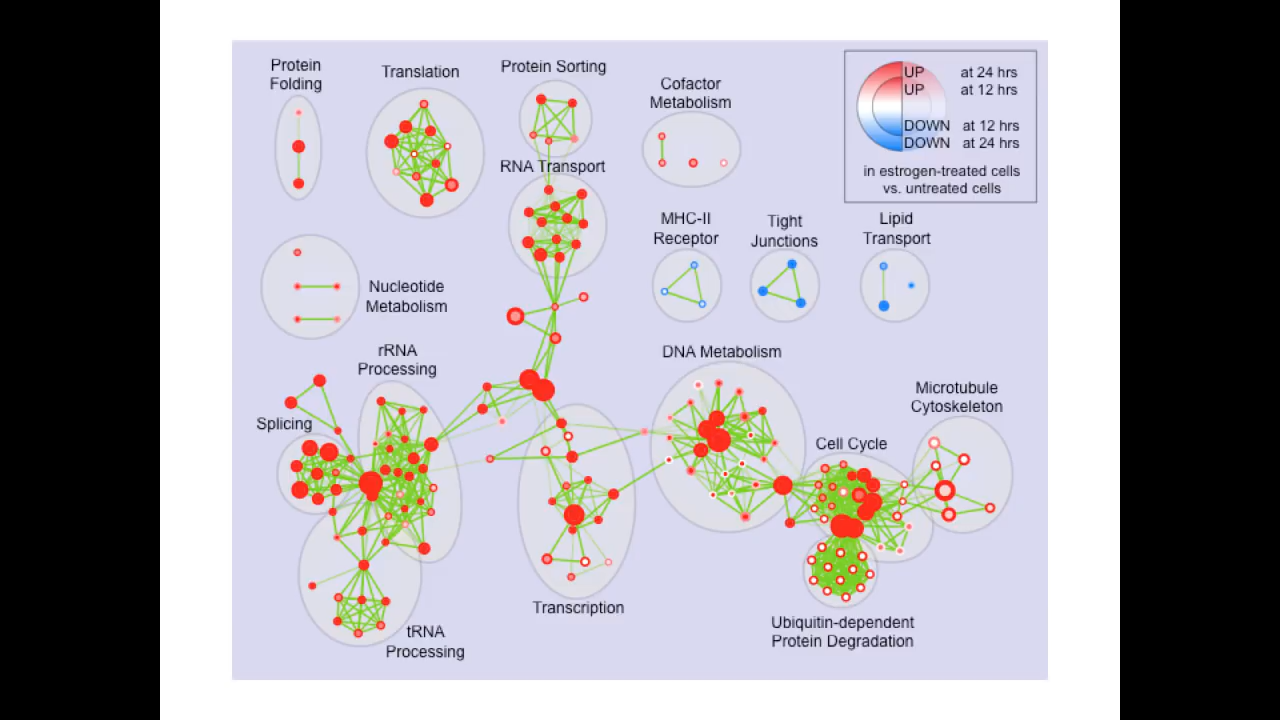 Protein
Folding
Translation
Protein Sorting
Cofactor
Metabolism
UP at 24 hrs
UP at 12 hrs
DOWN at 12 hrs
DOWN at 24 hrs
in estrogen-treated cells
vs. untreated cells
RNA Transport
MHC-II
Receptor
Tight
Junctions
Lipid
Transport
Nucleotide
Metabolism
rRNA
Processing
DNA Metabolism
Microtubule
Cytoskeleton
Splicing
Cell Cycle
Transcription
tRNA
Processing
Ubiquitin-dependent
Protein Degradation